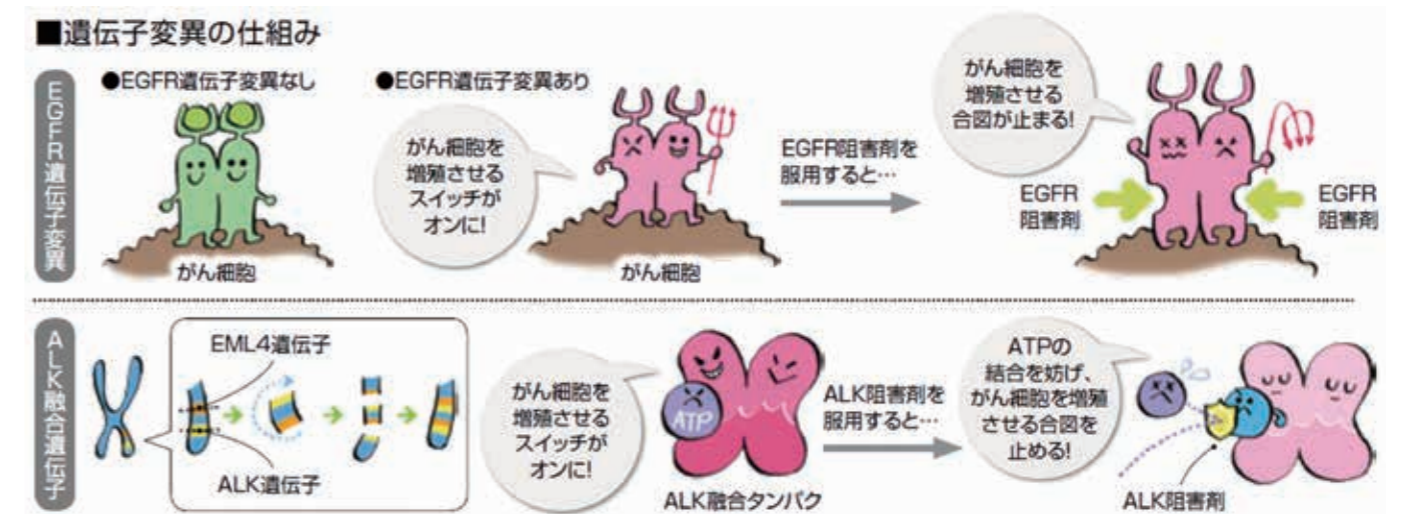 ■遺伝子変異の仕組み
EGFR遺伝子変異
●EGFR遺伝子変異なし
がん細胞
●EGFR遺伝子変異あり
がん細胞を
増殖させる
スイッチが
オンに!
がん細胞
EGFR阻害剤を
服用すると…
がん細胞を
増殖させる
合図が止まる!
EGFR
阻害剤
EGFR
阻害剤
ALK融合遺伝子
EML4遺伝子
ALK遺伝子
がん細胞を
増殖させる
スイッチが
オンに!
ATP
ALK融合タンパク
ALK阻害剤を
服用すると…
ATPの
結合を妨げ、
がん細胞を増殖
させる合図を
止める!
ALK阻害剤